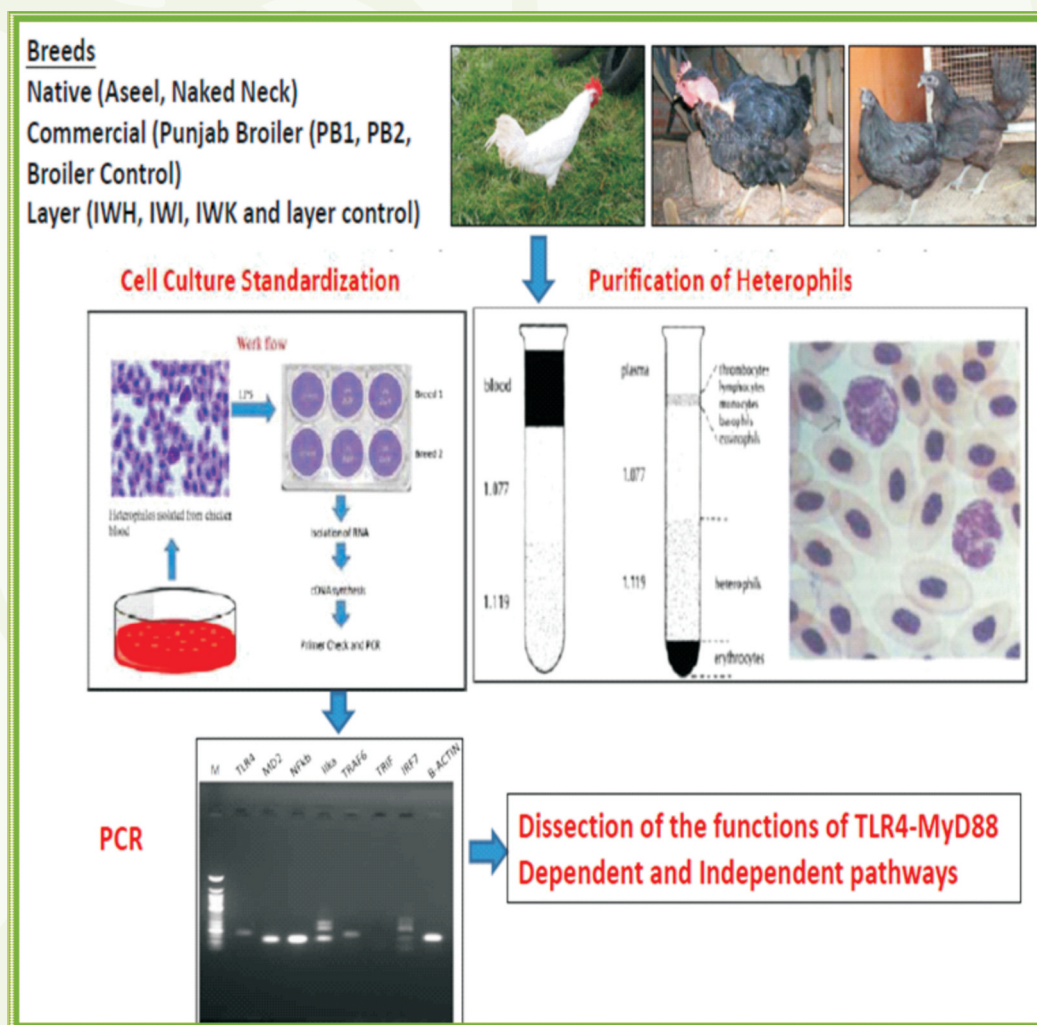 Breeds
Native (Aseel, Naked Neck)
Commercial (Punjab Broiler (PB1, PB2,
Broiler Control)
Layer (IWH, IWI, IWK and layer control)
Cell Culture Standardization
Purification of Heterophils
Work flow
LPS
Breed 1
Breed 2
Heterophiles isolated from chicken
blood
Isolation of RNA
cDNA synthesis
Primer Check and PCR
blood
1.077
1.119
plasma
1.077
1.119
thrombocytes
lymphocytes
monocytes
basophils
eosinophils
heterophils
erythrocytes
PCR
M TLR4 MD2 NFkb TRAF6 TRIF IRF7 B-ACTIN
Dissection of the functions of TLR4-MyD88
Dependent and Independent pathways